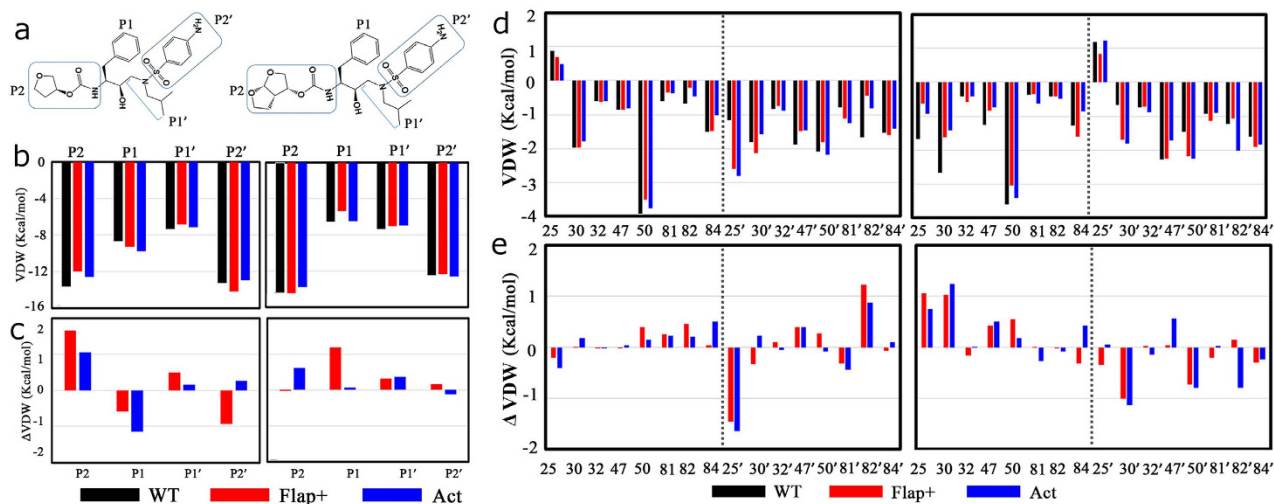 a
P1
P2′
NH₂
P2
O
O
O
N
H
OH
N
S
O
O
P1′
P1
P2′
NH₂
P2
O
O
O
O
O
N
H
OH
N
S
O
O
P1′
b
P2 P1 P1′ P2′ P2 P1 P1′ P2′
VDW (Kcal/mol)
0
-4
-8
-12
-16
c
Δ VDW (Kcal/mol)
2
1
0
-1
-2
P2 P1 P1′ P2′ P2 P1 P1′ P2′
WT Flap+ Act
d
VDW (Kcal/mol)
2
1
0
-1
-2
-3
-4
25 30 32 47 50 81 82 84 25′ 30′ 32′ 47′ 50′ 81′ 82′ 84′ 25 30 32 47 50 81 82 84 25′ 30′ 32′ 47′ 50′ 81′ 82′ 84′
e
Δ VDW (Kcal/mol)
2
1
0
-1
-2
25 30 32 47 50 81 82 84 25′ 30′ 32′ 47′ 50′ 81′ 82′ 84′ 25 30 32 47 50 81 82 84 25′ 30′ 32′ 47′ 50′ 81′ 82′ 84′
WT Flap+ Act